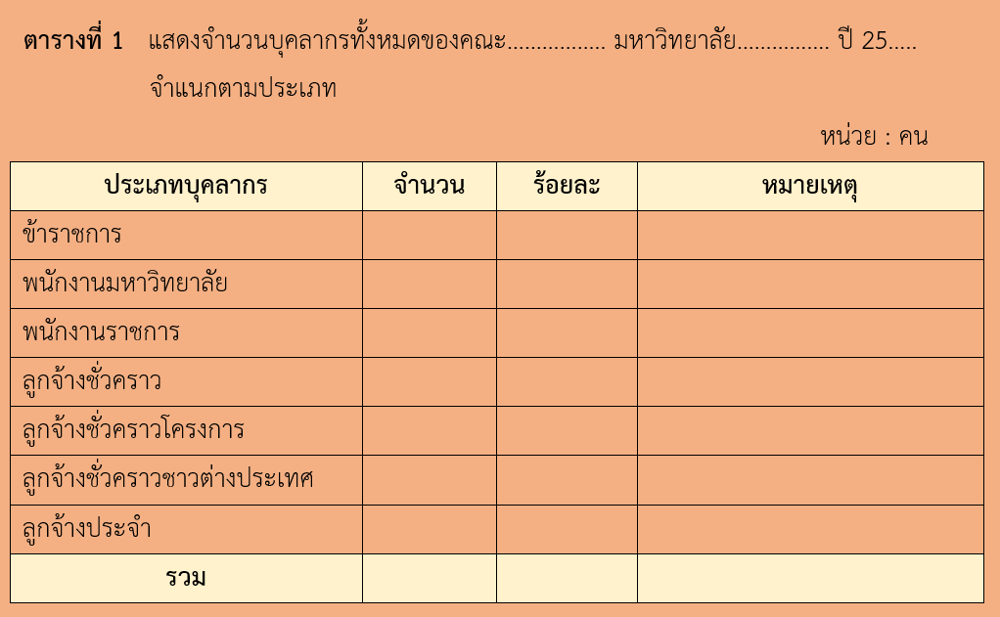 ตารางที่ 1 แสดงจำนวนบุคลากรทั้งหมดของคณะ................. มหาวิทยาลัย................ ปี 25.....
จำแนกตามประเภท
หน่วย : คน
ประเภทบุคลากร จำนวน ร้อยละ หมายเหตุ
ข้าราชการ
พนักงานมหาวิทยาลัย
พนักงานราชการ
ลูกจ้างชั่วคราว
ลูกจ้างชั่วคราวโครงการ
ลูกจ้างชั่วคราวชาวต่างประเทศ
ลูกจ้างประจำ
รวม